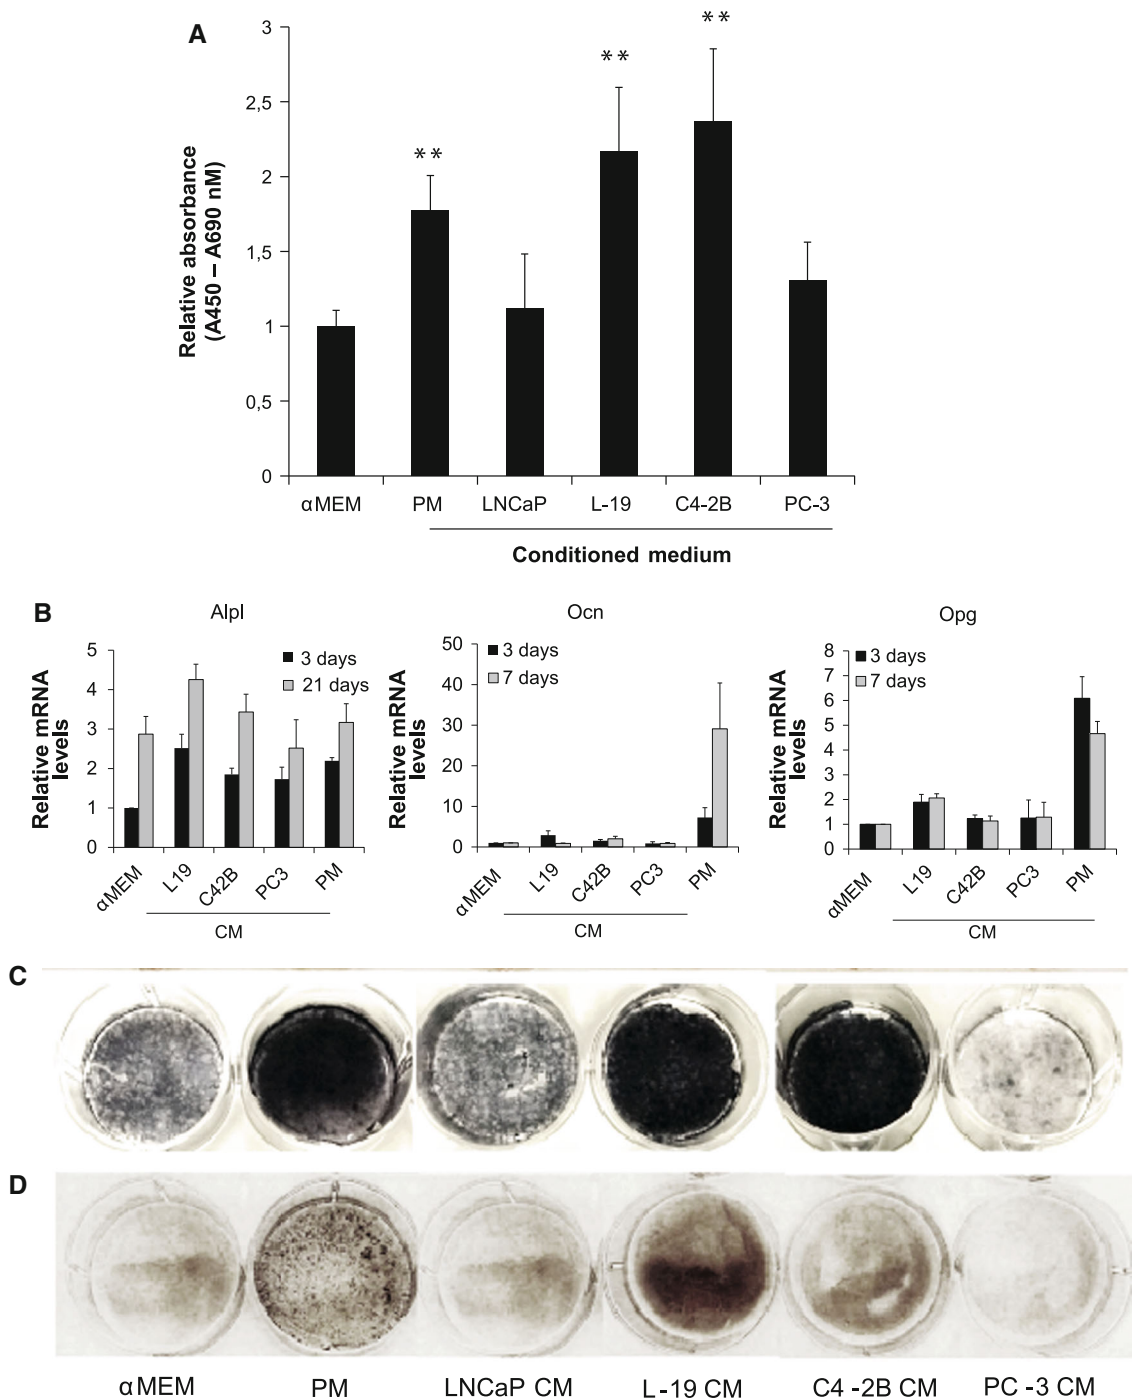 A
3
2,5
2
1,5
1
0,5
0
Relative absorbance
(A450 – A690 nM)
**
**
**
αMEM PM LNCaP L-19 C4-2B PC-3
Conditioned medium
B
Alpl
Relative mRNA
levels
5
4
3
2
1
0
3 days
21 days
αMEM L19 C42B PC3 PM
CM
Ocn
Relative mRNA
levels
50
40
30
20
10
0
3 days
7 days
αMEM L19 C42B PC3 PM
CM
Opg
Relative mRNA
levels
8
7
6
5
4
3
2
1
0
3 days
7 days
αMEM L19 C42B PC3 PM
CM
C
D
αMEM PM LNCaP CM L-19 CM C4-2B CM PC-3 CM